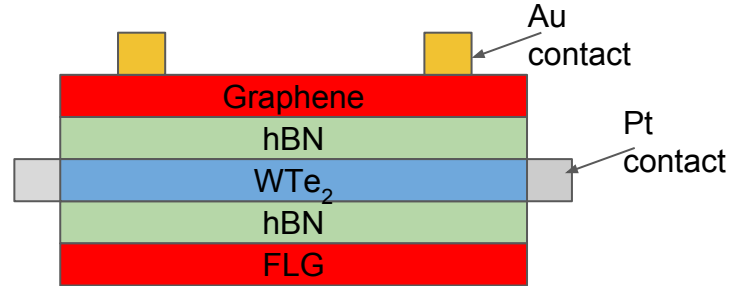 Au
contact
Graphene
hBN
Pt
contact
WTe₂
hBN
FLG